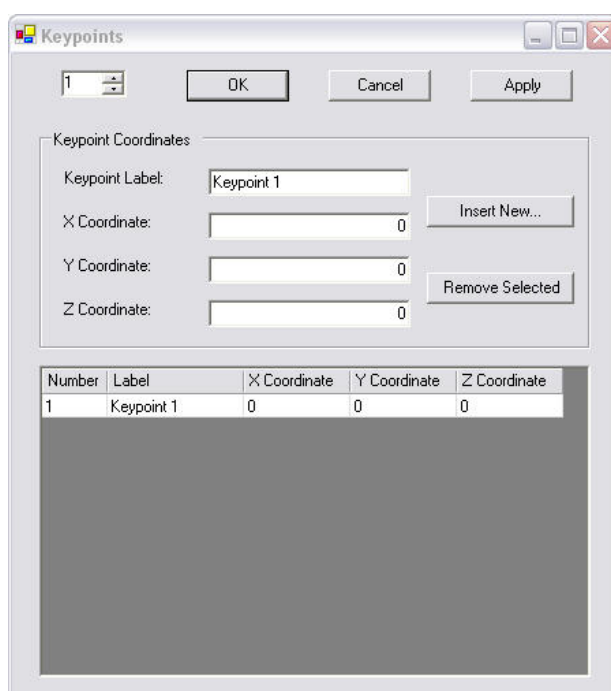 Keypoints
1 OK Cancel Apply
Keypoint Coordinates
Keypoint Label: Keypoint 1
X Coordinate: 0
Insert New...
Y Coordinate: 0
Remove Selected
Z Coordinate: 0
Number Label X Coordinate Y Coordinate Z Coordinate
1 Keypoint 1 0 0 0